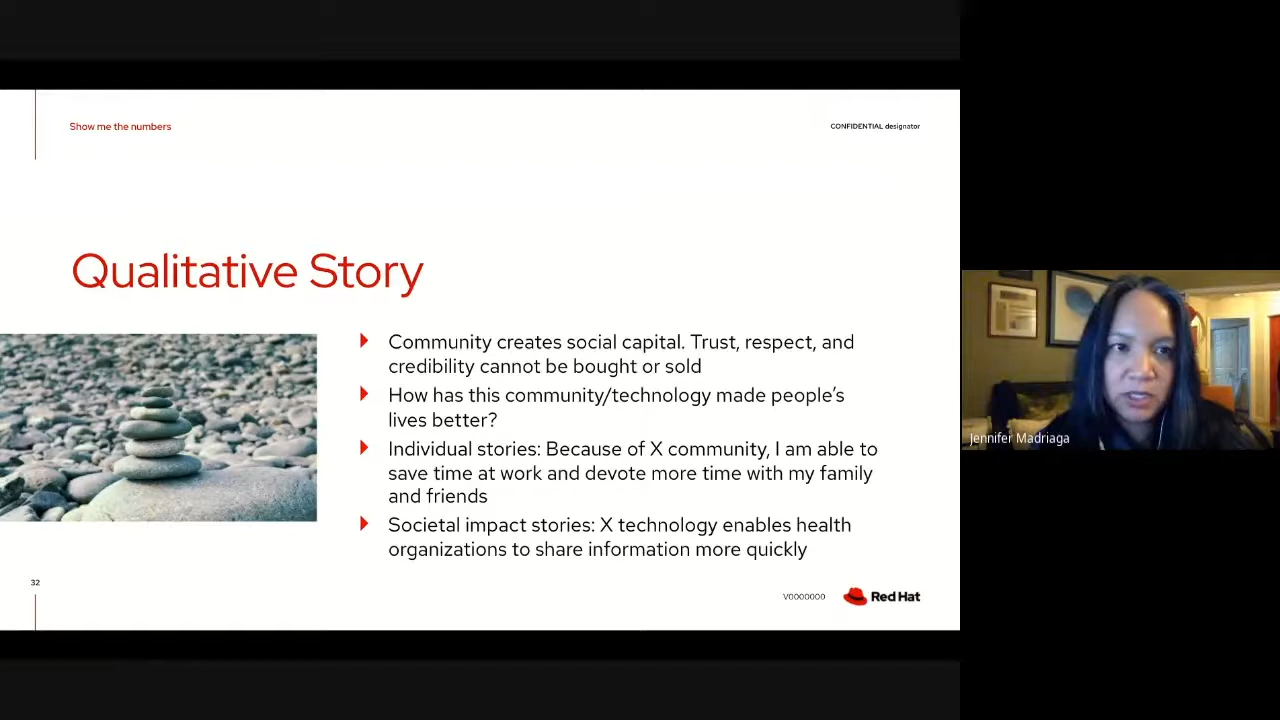 Show me the numbers
CONFIDENTIAL designator
Qualitative Story
Community creates social capital. Trust, respect, and
credibility cannot be bought or sold
How has this community/technology made people’s
lives better?
Individual stories: Because of X community, I am able to
save time at work and devote more time with my family
and friends
Societal impact stories: X technology enables health
organizations to share information more quickly
32
V0000000
Red Hat
Jennifer Madriaga